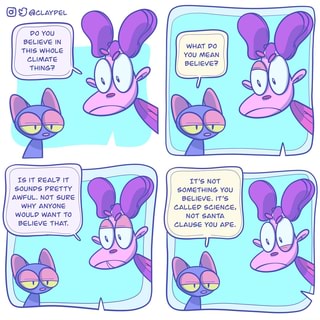 @CLAYPEL
DO YOU
BELIEVE IN
THIS WHOLE
CLIMATE
THING?
WHAT DO
YOU MEAN
BELIEVE?
IS IT REAL? IT
SOUNDS PRETTY
AWFUL. NOT SURE
WHY ANYONE
WOULD WANT TO
BELIEVE THAT.
IT'S NOT
SOMETHING YOU
BELIEVE. IT'S
CALLED SCIENCE,
NOT SANTA
CLAUSE YOU APE.